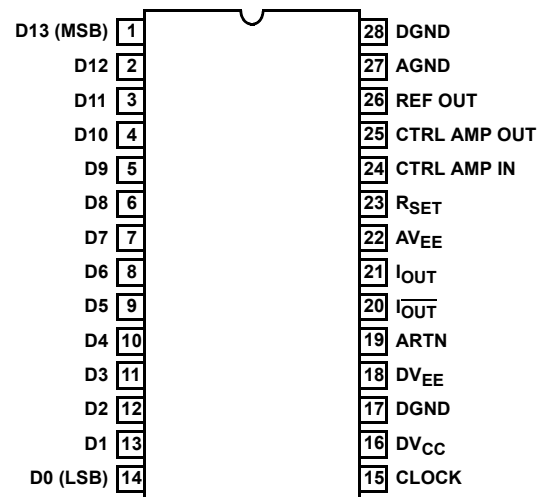 D13 (MSB) 1 28 DGND
D12 2 27 AGND
D11 3 26 REF OUT
D10 4 25 CTRL AMP OUT
D9 5 24 CTRL AMP IN
D8 6 23 RSET
D7 7 22 AVEE
D6 8 21 IOUT
D5 9 20 I̅O̅U̅T̅
D4 10 19 ARTN
D3 11 18 DVEE
D2 12 17 DGND
D1 13 16 DVCC
D0 (LSB) 14 15 CLOCK